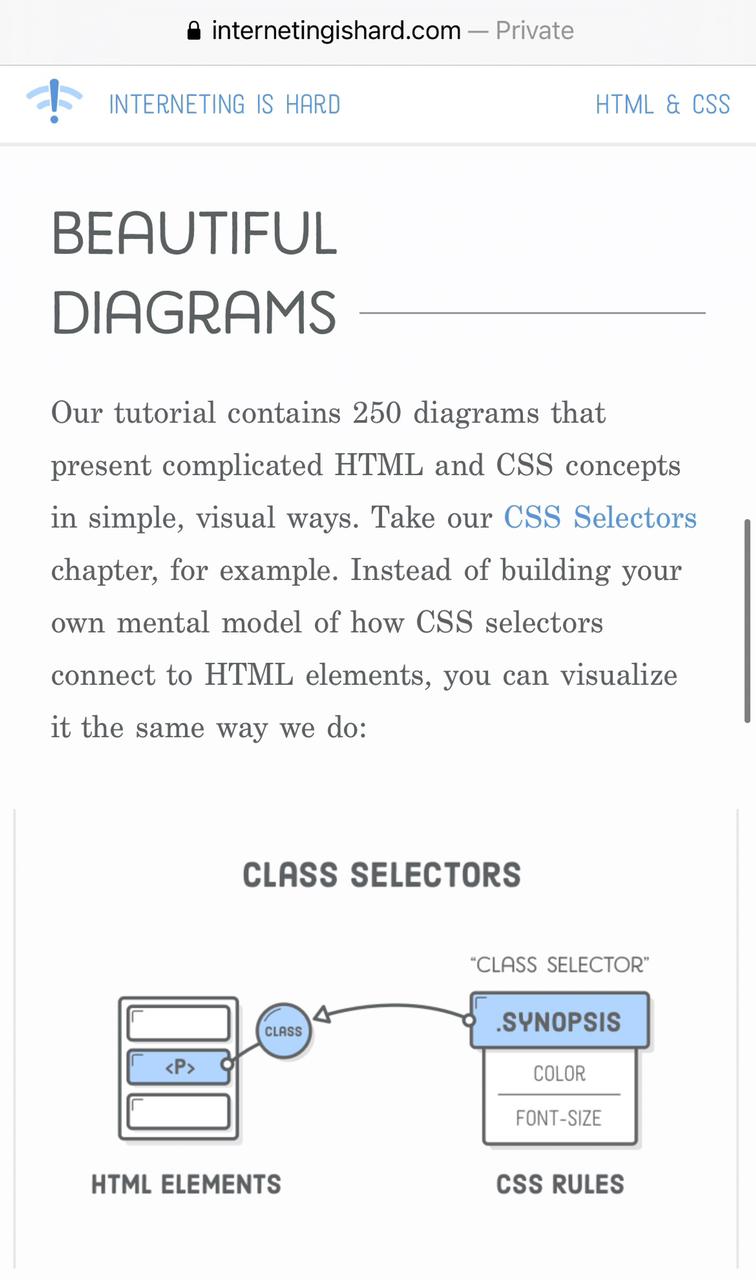 internetingishard.com — Private
INTERNETING IS HARD
HTML & CSS
BEAUTIFUL
DIAGRAMS
Our tutorial contains 250 diagrams that
present complicated HTML and CSS concepts
in simple, visual ways. Take our CSS Selectors
chapter, for example. Instead of building your
own mental model of how CSS selectors
connect to HTML elements, you can visualize
it the same way we do:
CLASS SELECTORS
“CLASS SELECTOR”
.SYNOPSIS
CLASS
<P>
COLOR
FONT-SIZE
HTML ELEMENTS
CSS RULES